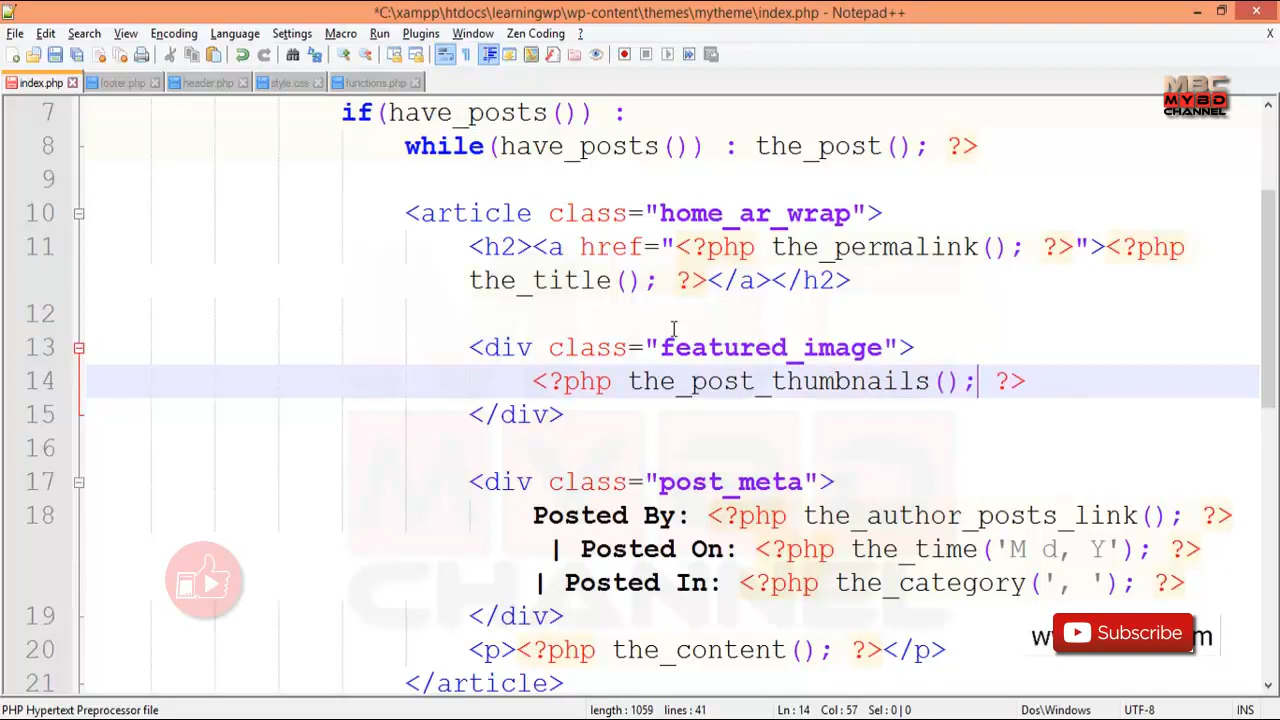 *C:\xampp\htdocs\learningwp\wp-content\themes\mytheme\index.php - Notepad++
File Edit Search View Encoding Language Settings Macro Run Plugins Window Zen Coding ? X
index.php footer.php header.php style.css functions.php
MBC
MYBD
CHANNEL
7 if(have_posts()) :
8 while(have_posts()) : the_post(); ?>
9
10 <article class="home_ar_wrap">
11 <h2><a href="<?php the_permalink(); ?>"><?php
the_title(); ?></a></h2>
12
13 <div class="featured_image">
14 <?php the_post_thumbnails(); ?>
15 </div>
16
17 <div class="post_meta">
18 Posted By: <?php the_author_posts_link(); ?>
| Posted On: <?php the_time('M d, Y'); ?>
| Posted In: <?php the_category(', '); ?>
19 </div>
Subscribe
20 <p><?php the_content(); ?></p>
21 </article>
MYBD
CHANNEL
PHP Hypertext Preprocessor file length : 1059 lines : 41 Ln : 14 Col : 57 Sel : 0 | 0 Dos\Windows UTF-8 INS